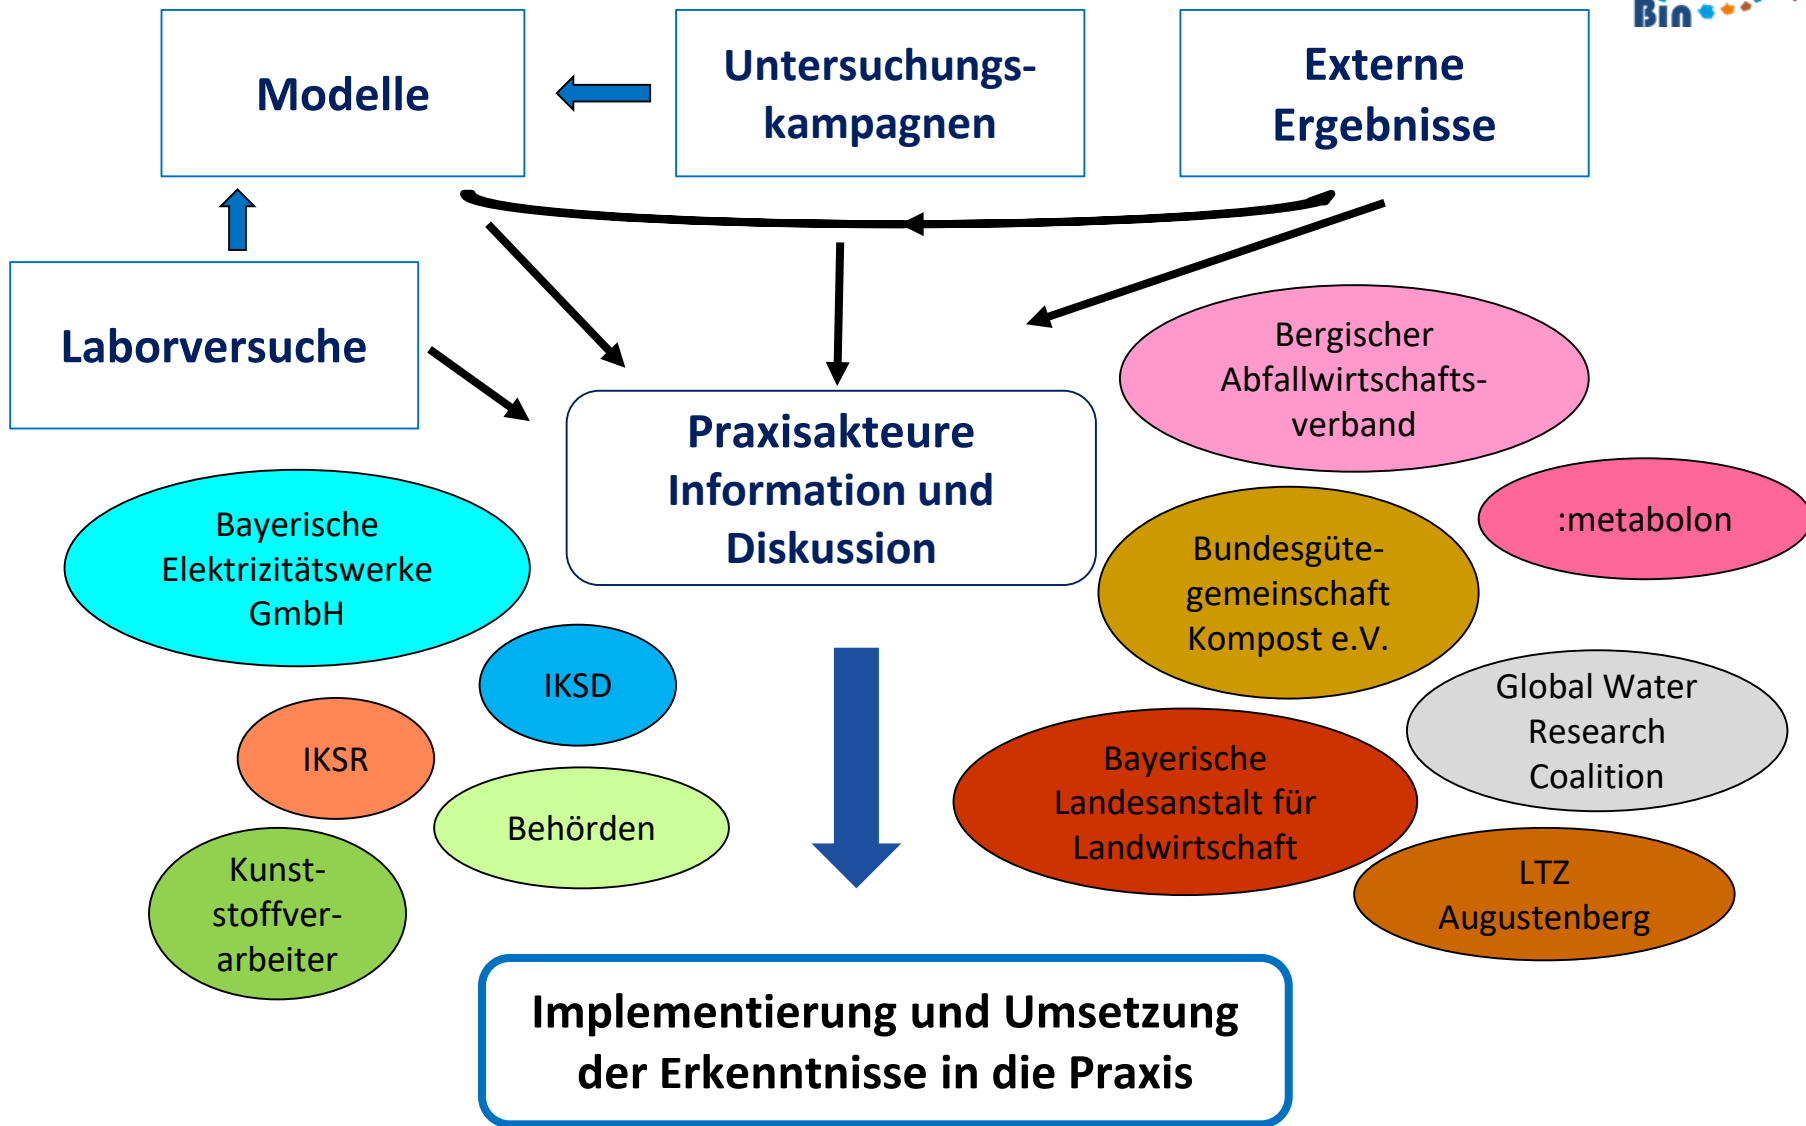 Bin
Modelle
Untersuchungs-
kampagnen
Externe
Ergebnisse
Laborversuche
Praxisakteure
Information und
Diskussion
Bergischer
Abfallwirtschafts-
verband
:metabolon
Bayerische
Elektrizitätswerke
GmbH
Bundesgüte-
gemeinschaft
Kompost e.V.
IKSD
Global Water
Research
Coalition
IKSR
Bayerische
Landesanstalt für
Landwirtschaft
Behörden
Kunst-
stoffver-
arbeiter
LTZ
Augustenberg
Implementierung und Umsetzung
der Erkenntnisse in die Praxis